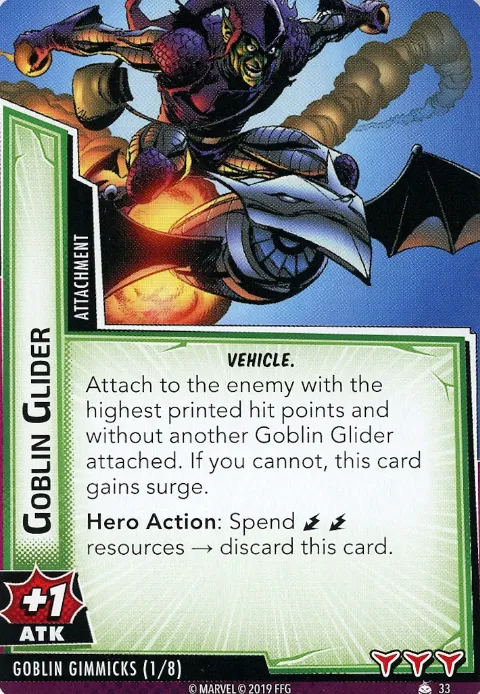 ATTACHMENT
GOBLIN GLIDER
VEHICLE.
Attach to the enemy with the
highest printed hit points and
without another Goblin Glider
attached. If you cannot, this card
gains surge.
Hero Action: Spend
resources → discard this card.
+1
ATK
GOBLIN GIMMICKS (1/8)
© MARVEL © 2019 FFG
33